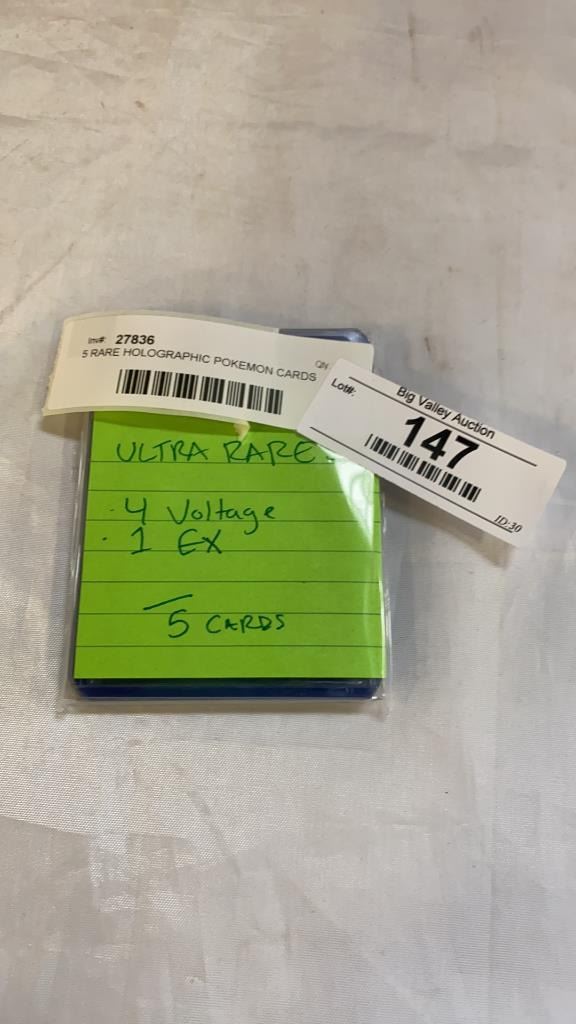 Inv#: 27836
5 RARE HOLOGRAPHIC POKEMON CARDS
Lot#:
Big Valley Auction
147
ID:30
ULTRA RARE
· 4 Voltage
· 1 EX
5 CARDS